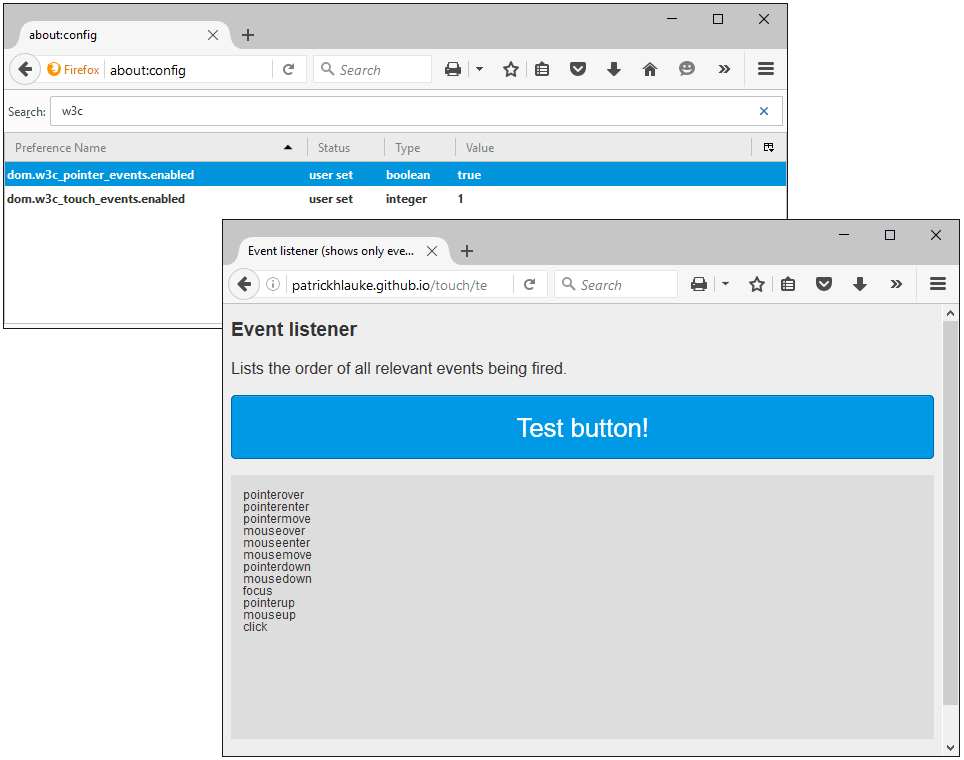 about:config
Firefox about:config Search
Search: w3c
Preference Name Status Type Value
dom.w3c_pointer_events.enabled user set boolean true
dom.w3c_touch_events.enabled user set integer 1
Event listener (shows only eve...
patrickhlauke.github.io/touch/te Search
Event listener
Lists the order of all relevant events being fired.
Test button!
pointerover
pointerenter
pointermove
mouseover
mouseenter
mousemove
pointerdown
mousedown
focus
pointerup
mouseup
click